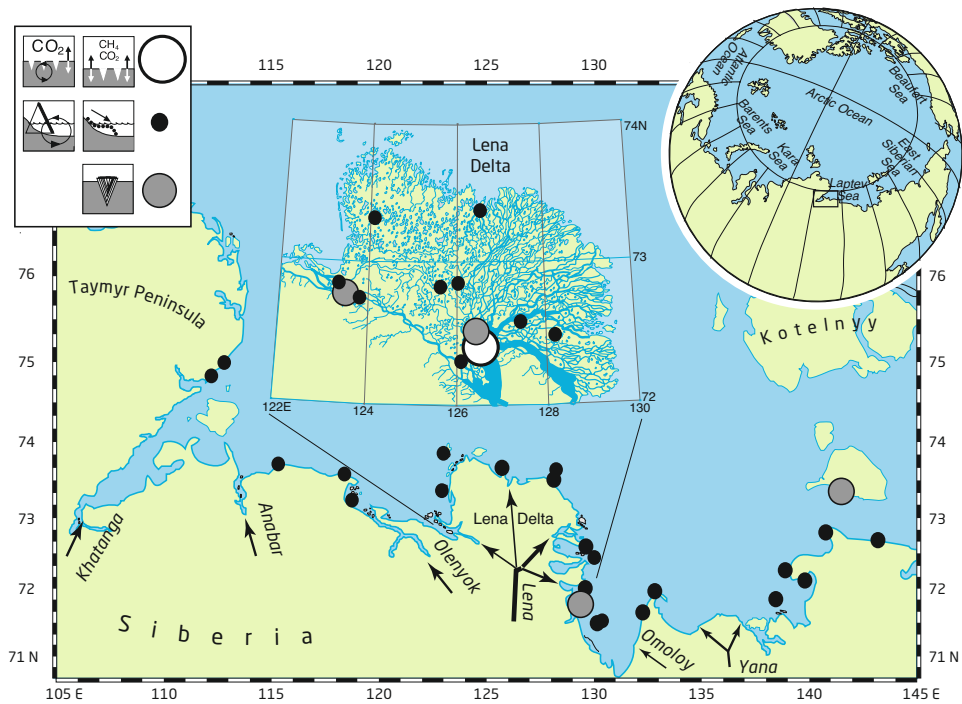 CO2
CH4
CO2
115
120
125
130
Atlantic
Ocean
Beaufort
Sea
Arctic Ocean
Barents
Sea
Kara
Sea
East
Siberian
Sea
Laptev
Sea
Lena
Delta
74N
73
72
122E
124
126
128
130
76
75
74
73
72
71 N
76
75
74
73
72
71 N
Taymyr Peninsula
Kotelnyy
Khatanga
Anabar
Olenyok
Lena Delta
Lena
Omoloy
Yana
Siberia
105 E
110
115
120
125
130
135
140
145 E